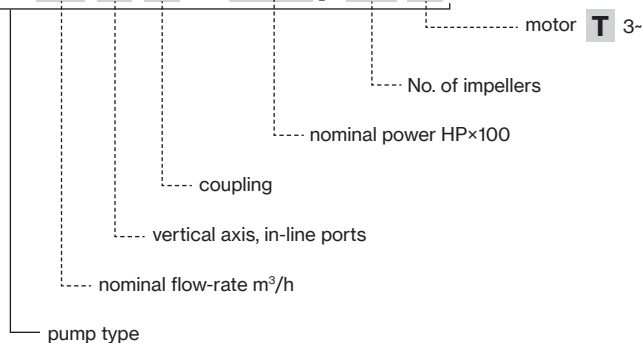 motor T 3~
No. of impellers
nominal power HP×100
coupling
vertical axis, in-line ports
nominal flow-rate m³/h
pump type